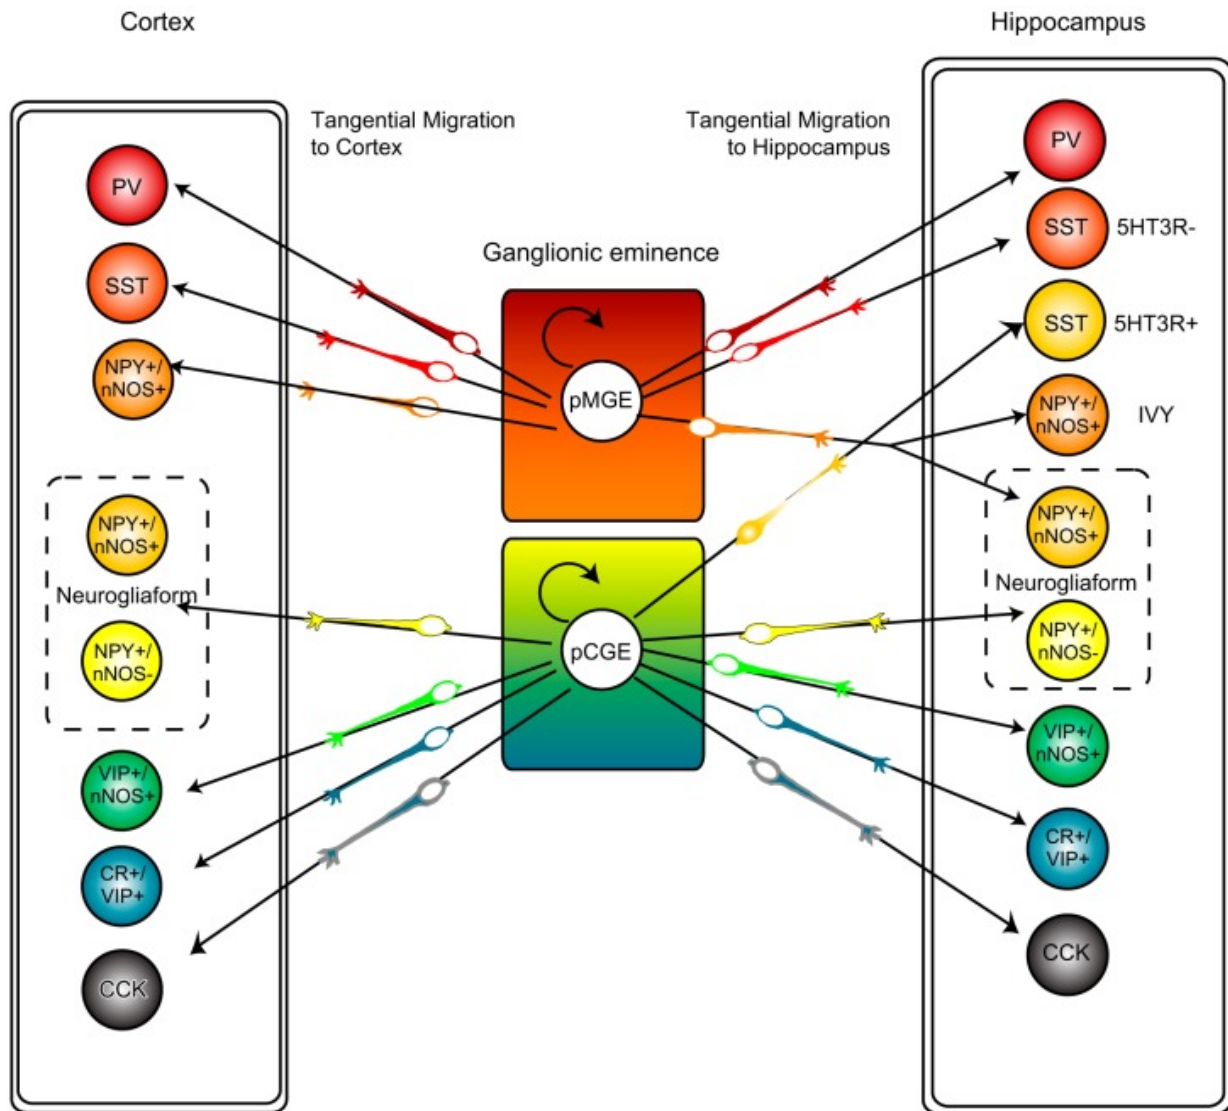 Cortex
Hippocampus
Tangential Migration
to Cortex
Tangential Migration
to Hippocampus
Ganglionic eminence
PV
SST
NPY+/
nNOS+
NPY+/
nNOS+
Neurogliaform
NPY+/
nNOS-
VIP+/
nNOS+
CR+/
VIP+
CCK
pMGE
pCGE
PV
SST 5HT3R-
SST 5HT3R+
NPY+/
nNOS+ IVY
NPY+/
nNOS+
Neurogliaform
NPY+/
nNOS-
VIP+/
nNOS+
CR+/
VIP+
CCK